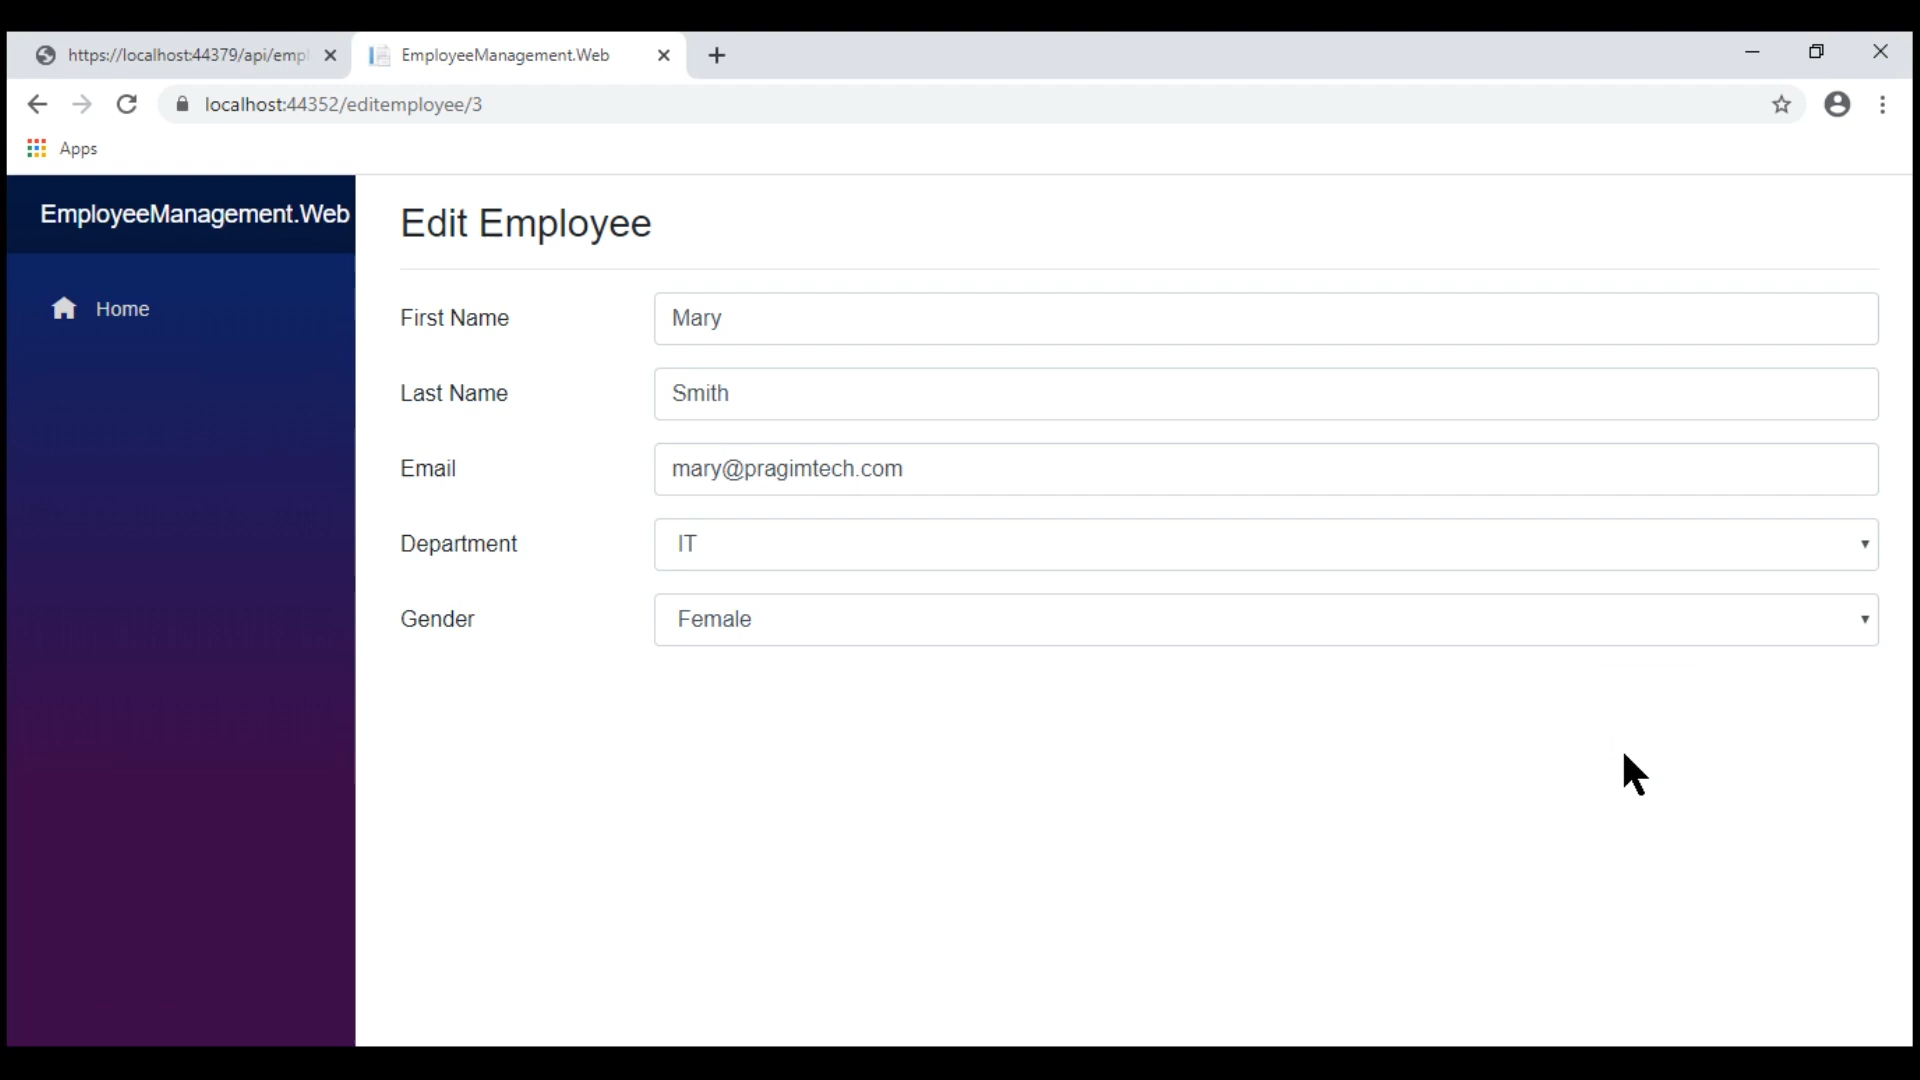 https://localhost:44379/api/empl
EmployeeManagement.Web
localhost:44352/editemployee/3
Apps
EmployeeManagement.Web
Home
Edit Employee
First Name
Mary
Last Name
Smith
Email
mary@pragimtech.com
Department
IT
Gender
Female